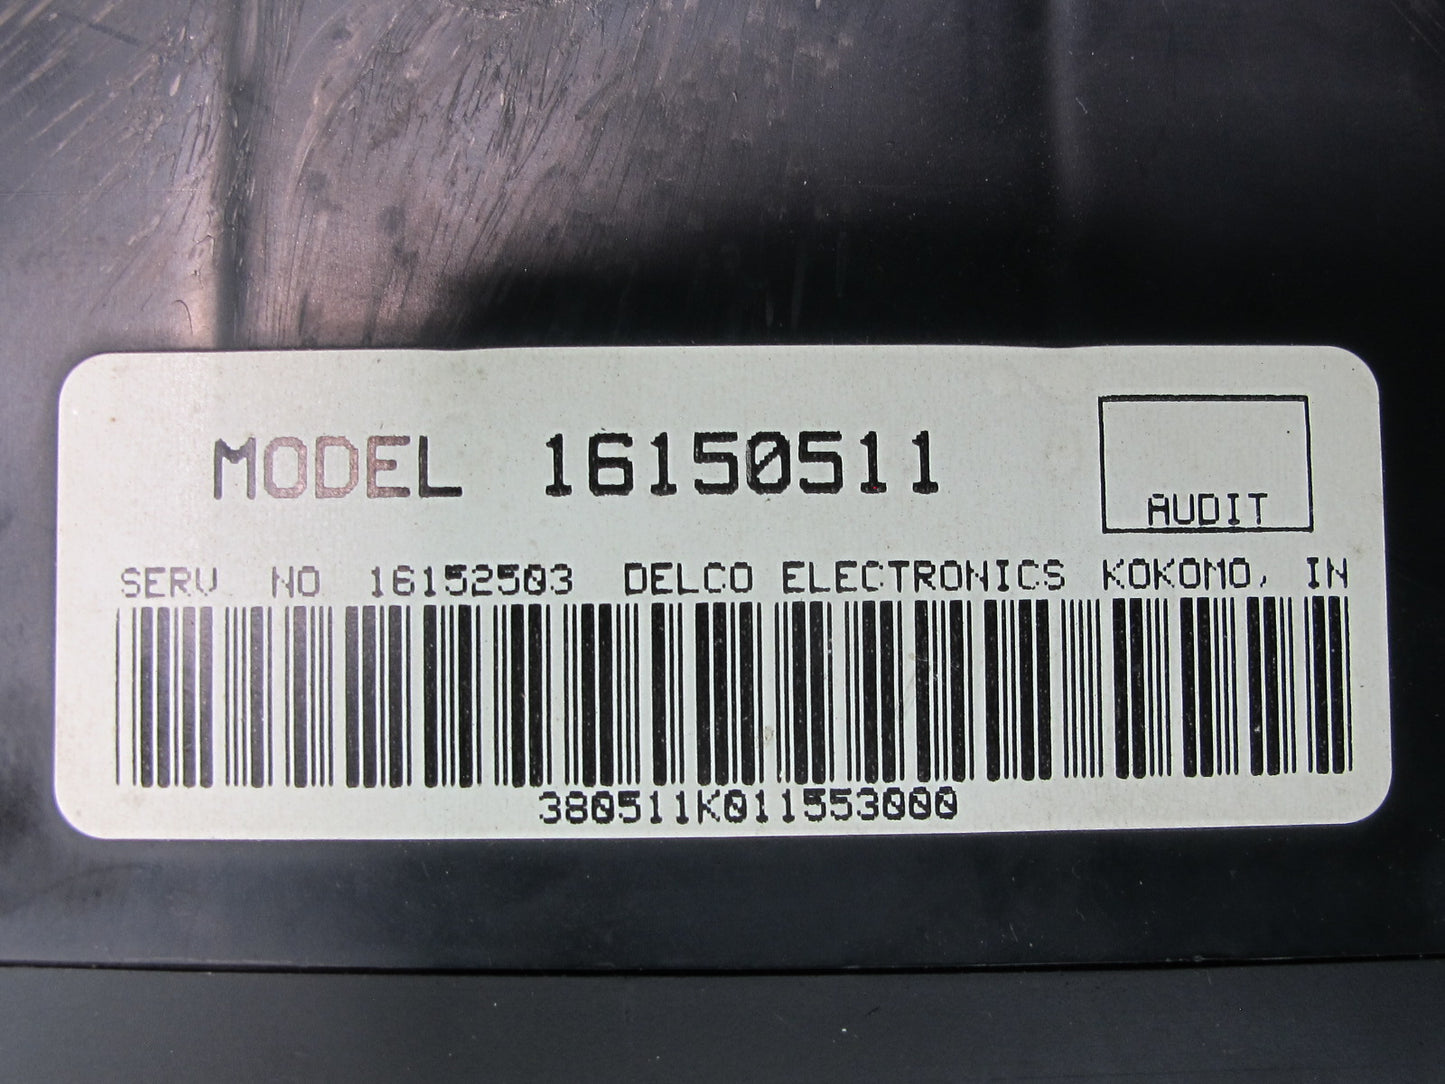 MODEL 16150511
AUDIT
SERV NO 16152503 DELCO ELECTRONICS KOKOMO, IN
380511K011553000